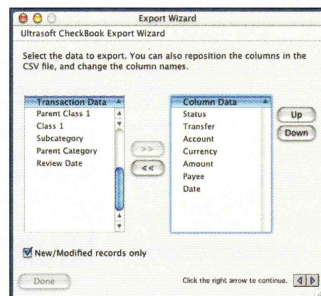 Export Wizard
Ultrasoft CheckBook Export Wizard
Select the data to export. You can also reposition the columns in the
CSV file, and change the column names.
Transaction Data
Parent Class 1
Class 1
Subcategory
Parent Category
Review Date
>>
<<
Column Data
Status
Transfer
Account
Currency
Amount
Payee
Date
Up
Down
New/Modified records only
Done
Click the right arrow to continue.